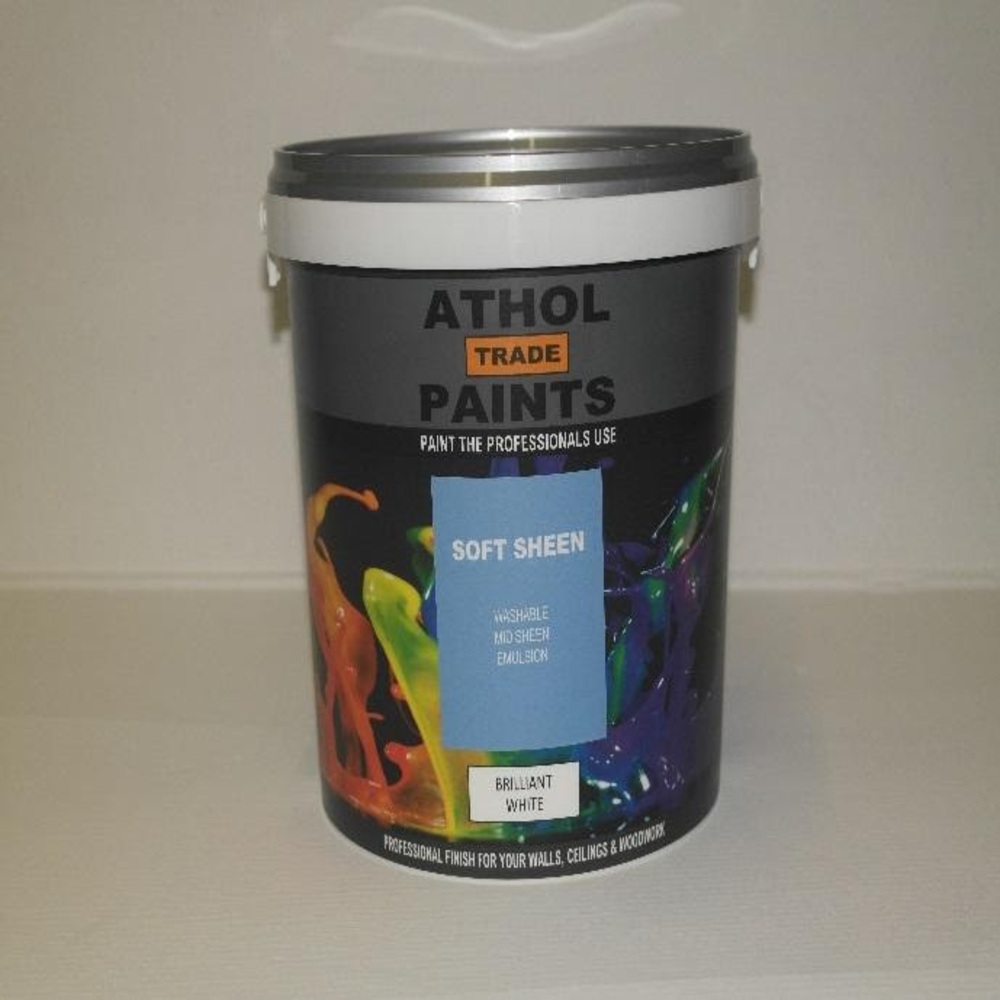 ATHOL
TRADE
PAINTS
PAINT THE PROFESSIONALS USE
SOFT SHEEN
WASHABLE
MID SHEEN
EMULSION
BRILLIANT
WHITE
PROFESSIONAL FINISH FOR YOUR WALLS, CEILINGS & WOODWORK